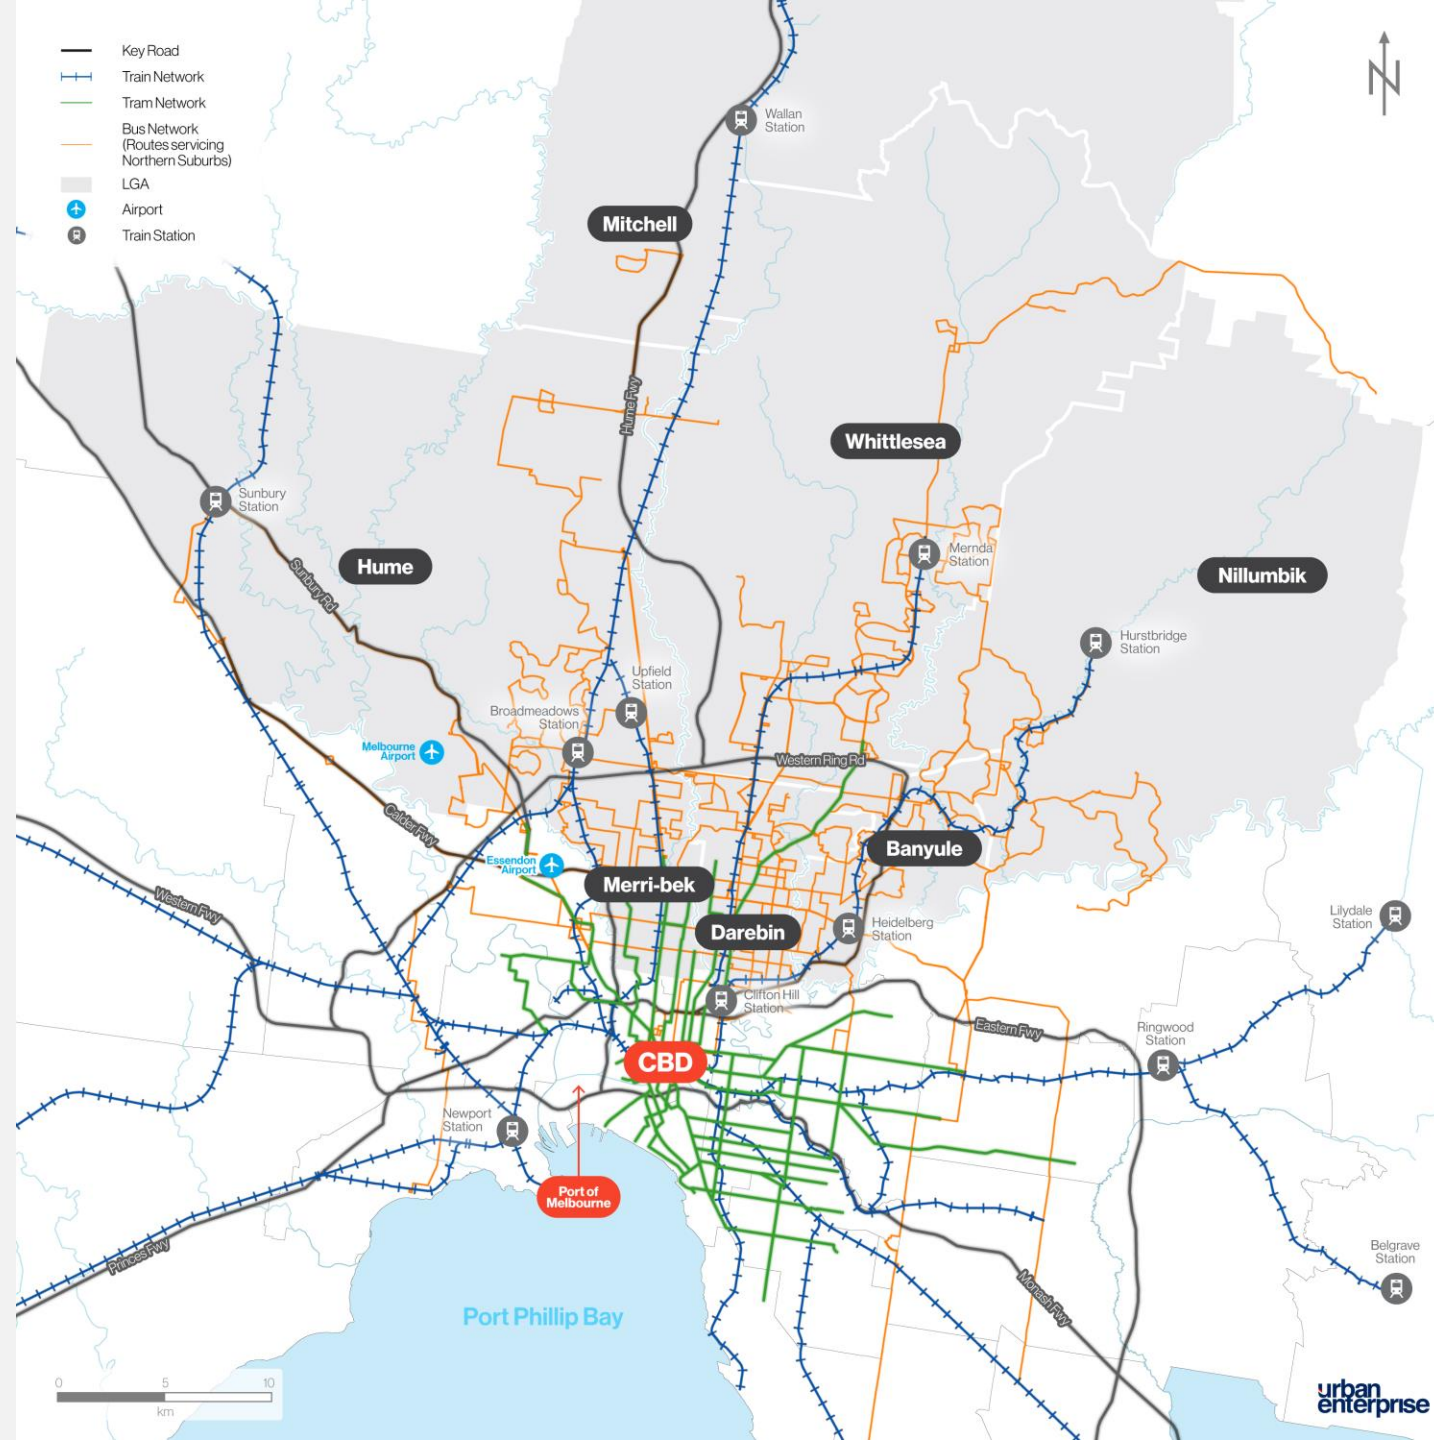 Key Road
Train Network
Tram Network
Bus Network
(Routes servicing
Northern Suburbs)
LGA
Airport
Train Station
N
Wallan
Station
Mitchell
Hume Fwy
Whittlesea
Sunbury
Station
Hume
Sunbury Rd
Mernda
Station
Nillumbik
Hurstbridge
Station
Upfield
Station
Broadmeadows
Station
Melbourne
Airport
Western Ring Rd
Calder Fwy
Essendon
Airport
Banyule
Merri-bek
Western Fwy
Darebin
Heidelberg
Station
Lilydale
Station
Clifton Hill
Station
Eastern Fwy
Ringwood
Station
CBD
Newport
Station
Port of
Melbourne
Princes Fwy
Belgrave
Station
Monash Fwy
Port Phillip Bay
0 5 10
km
urban
enterprise